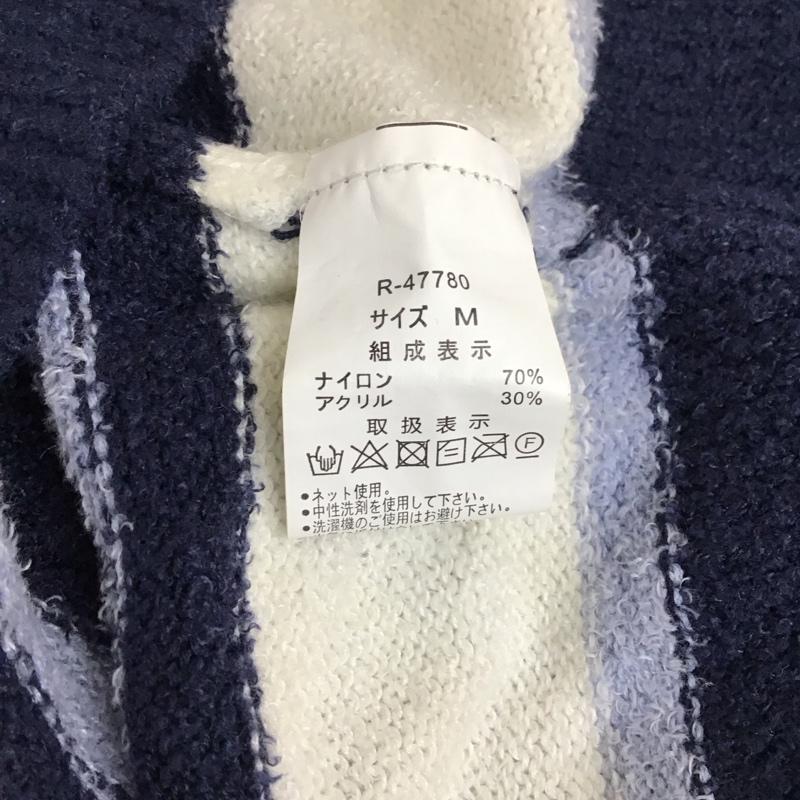 R-47780
サイズ M
組成表示
ナイロン 70%
アクリル 30%
取扱表示
F
●ネット使用。
●中性洗剤を使用して下さい。
●洗濯機のご使用はお避け下さい。